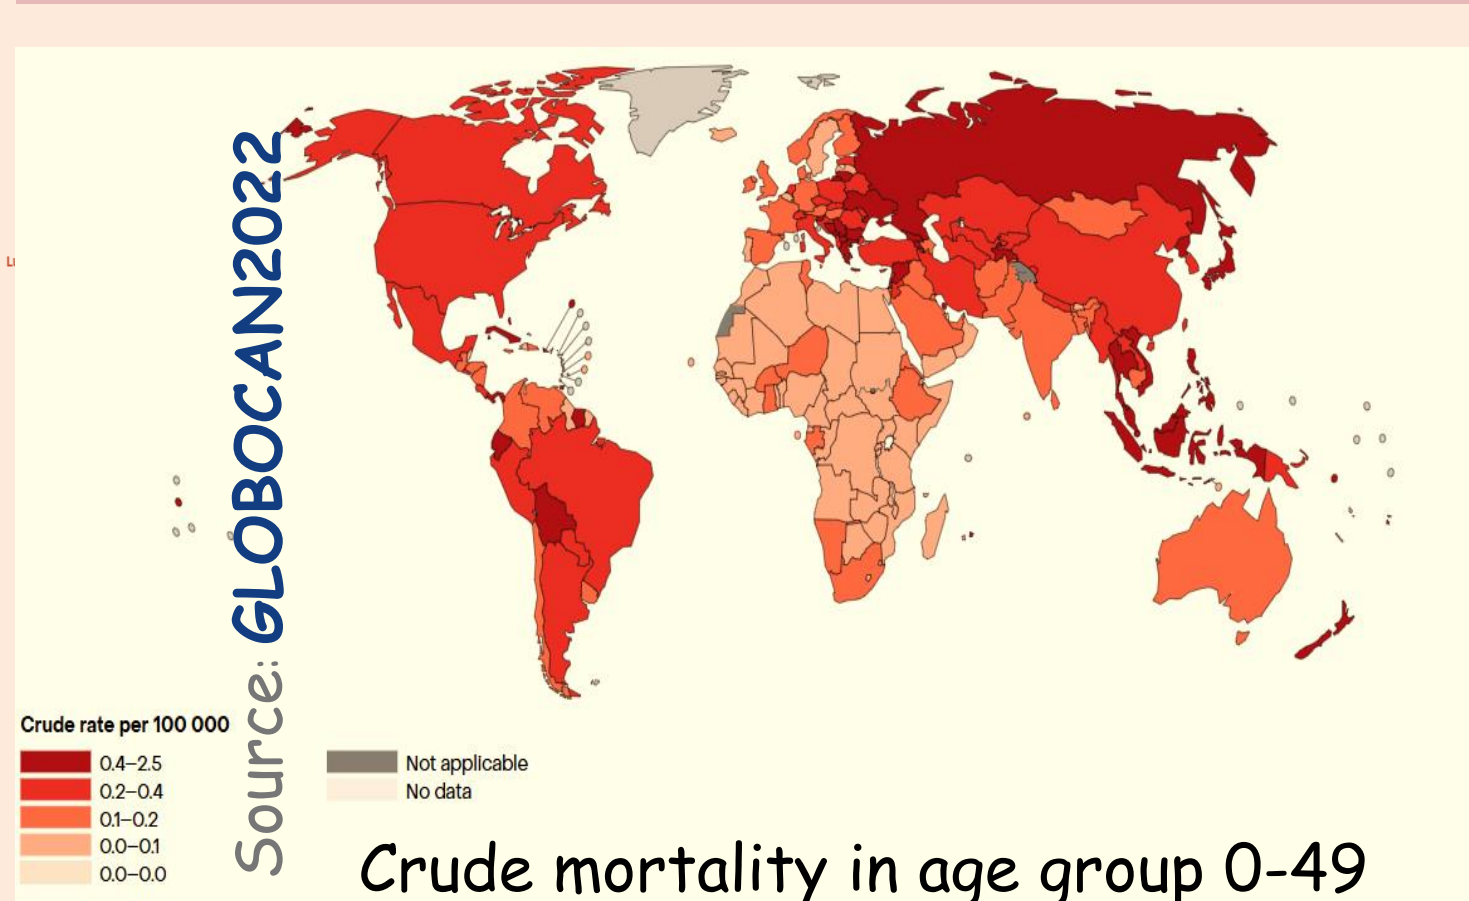 Source: GLOBOCAN2022
Crude rate per 100 000
0.4–2.5
0.2–0.4
0.1–0.2
0.0–0.1
0.0–0.0
Not applicable
No data
Crude mortality in age group 0-49